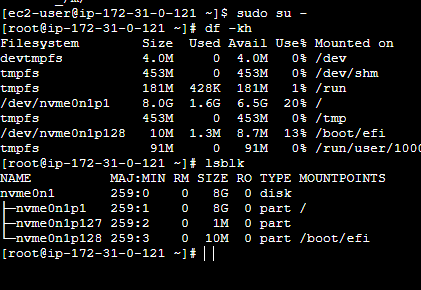 [ec2-user@ip-172-31-0-121 ~]$ sudo su -
[root@ip-172-31-0-121 ~]# df -kh
Filesystem        Size  Used Avail Use% Mounted on
devtmpfs          4.0M     0  4.0M   0% /dev
tmpfs             453M     0  453M   0% /dev/shm
tmpfs             181M  428K  181M   1% /run
/dev/nvme0n1p1    8.0G  1.6G  6.5G  20% /
tmpfs             453M     0  453M   0% /tmp
/dev/nvme0n1p128   10M  1.3M  8.7M  13% /boot/efi
tmpfs              91M     0   91M   0% /run/user/1000
[root@ip-172-31-0-121 ~]# lsblk
NAME          MAJ:MIN RM SIZE RO TYPE MOUNTPOINTS
nvme0n1       259:0    0   8G  0 disk
├─nvme0n1p1   259:1    0   8G  0 part /
├─nvme0n1p127 259:2    0   1M  0 part
└─nvme0n1p128 259:3    0  10M  0 part /boot/efi
[root@ip-172-31-0-121 ~]#